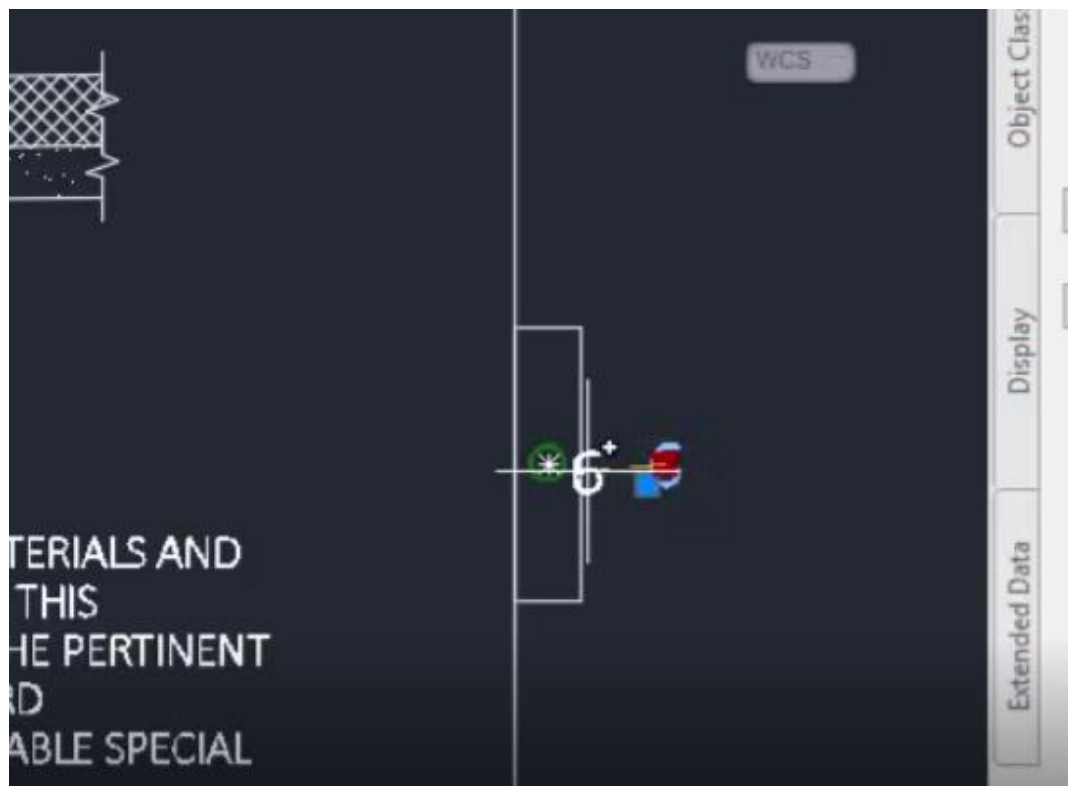 WCS
Object Clas
Display
Extended Data
6
TERIALS AND
THIS
HE PERTINENT
RD
ABLE SPECIAL